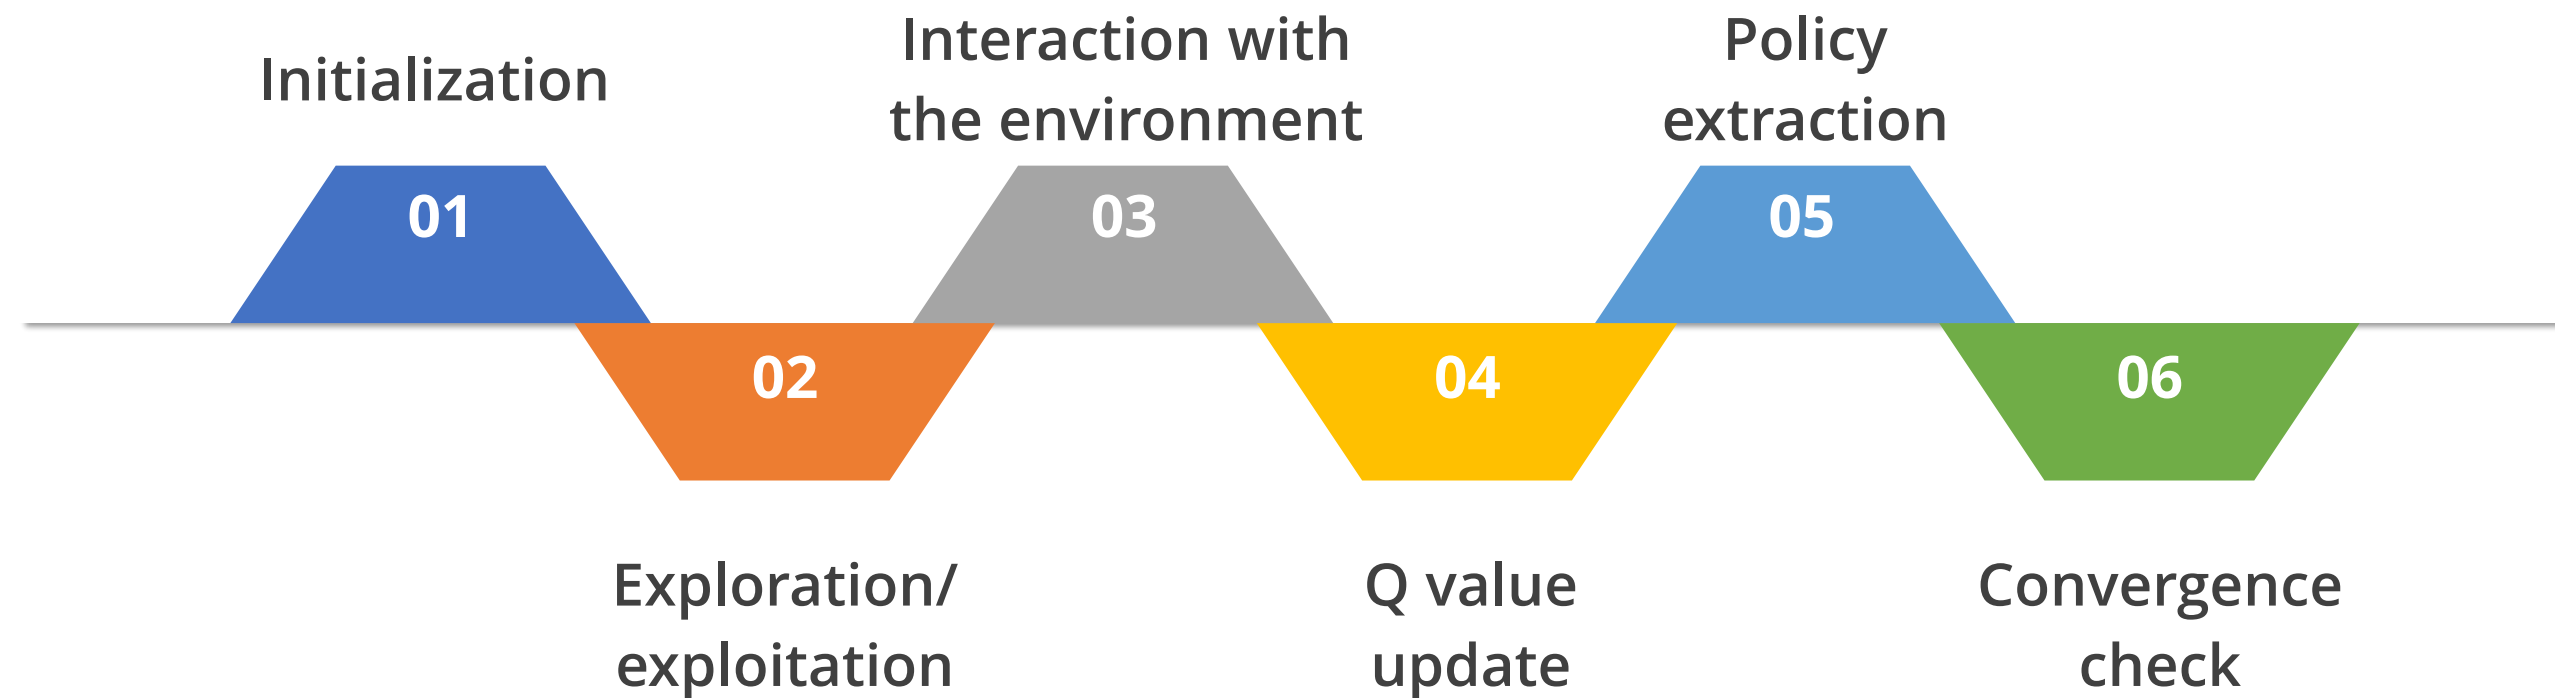 Initialization
01
Exploration/
exploitation
02
Interaction with
the environment
03
Q value
update
04
Policy
extraction
05
Convergence
check
06